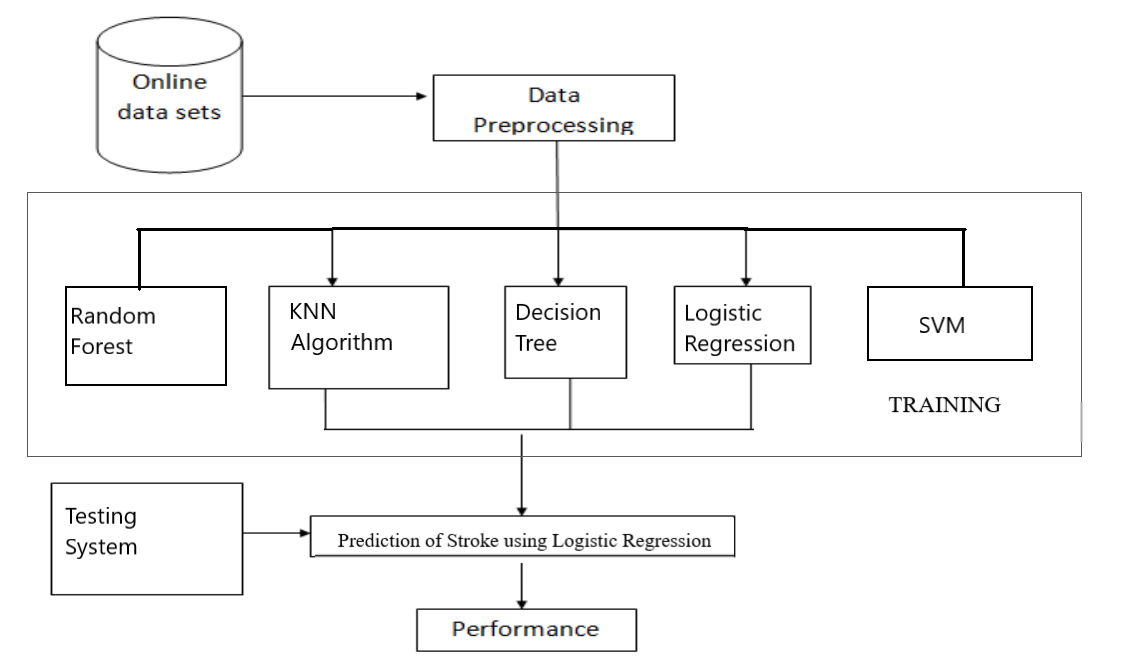 Online
data sets
Data
Preprocessing
Random
Forest
KNN
Algorithm
Decision
Tree
Logistic
Regression
SVM
TRAINING
Testing
System
Prediction of Stroke using Logistic Regression
Performance